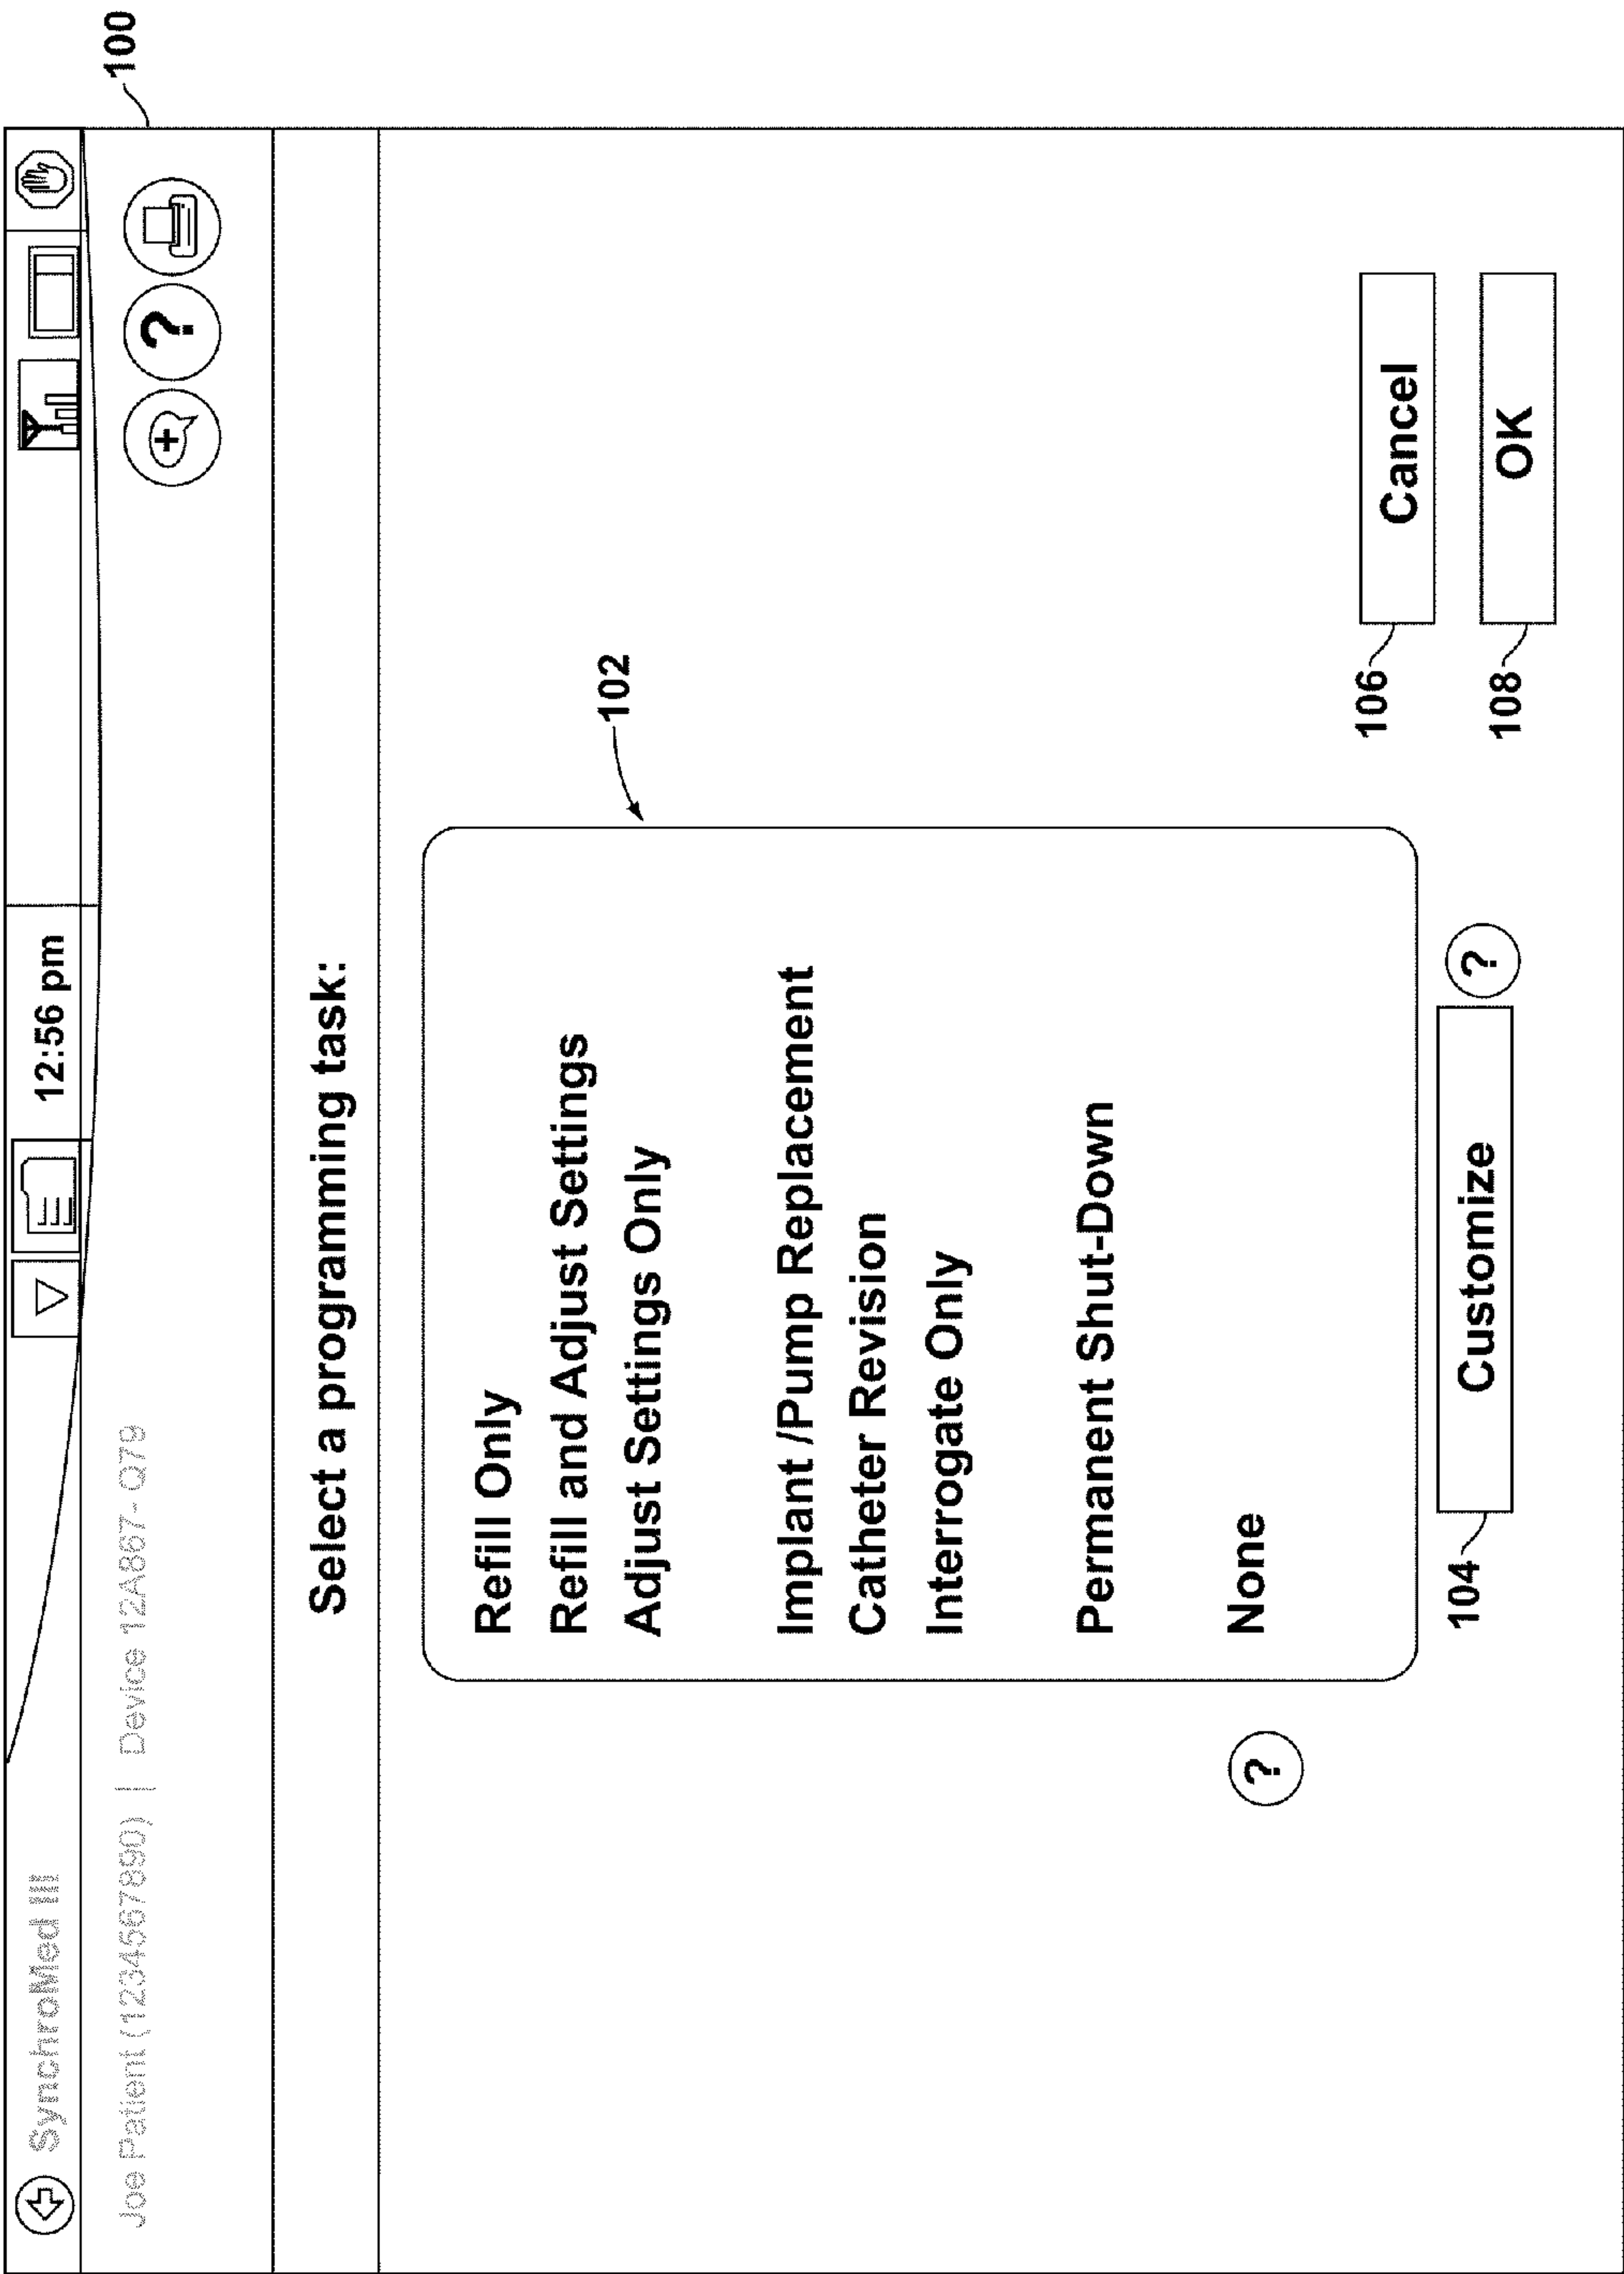 100
SynchroMed III
12:56 pm
Joe Patient (1234567890) | Device 12A867-Q79
?
Select a programming task:
102
Refill Only
Refill and Adjust Settings
Adjust Settings Only
Implant /Pump Replacement
Catheter Revision
Interrogate Only
Permanent Shut-Down
None
?
106
Cancel
104
Customize
?
108
OK